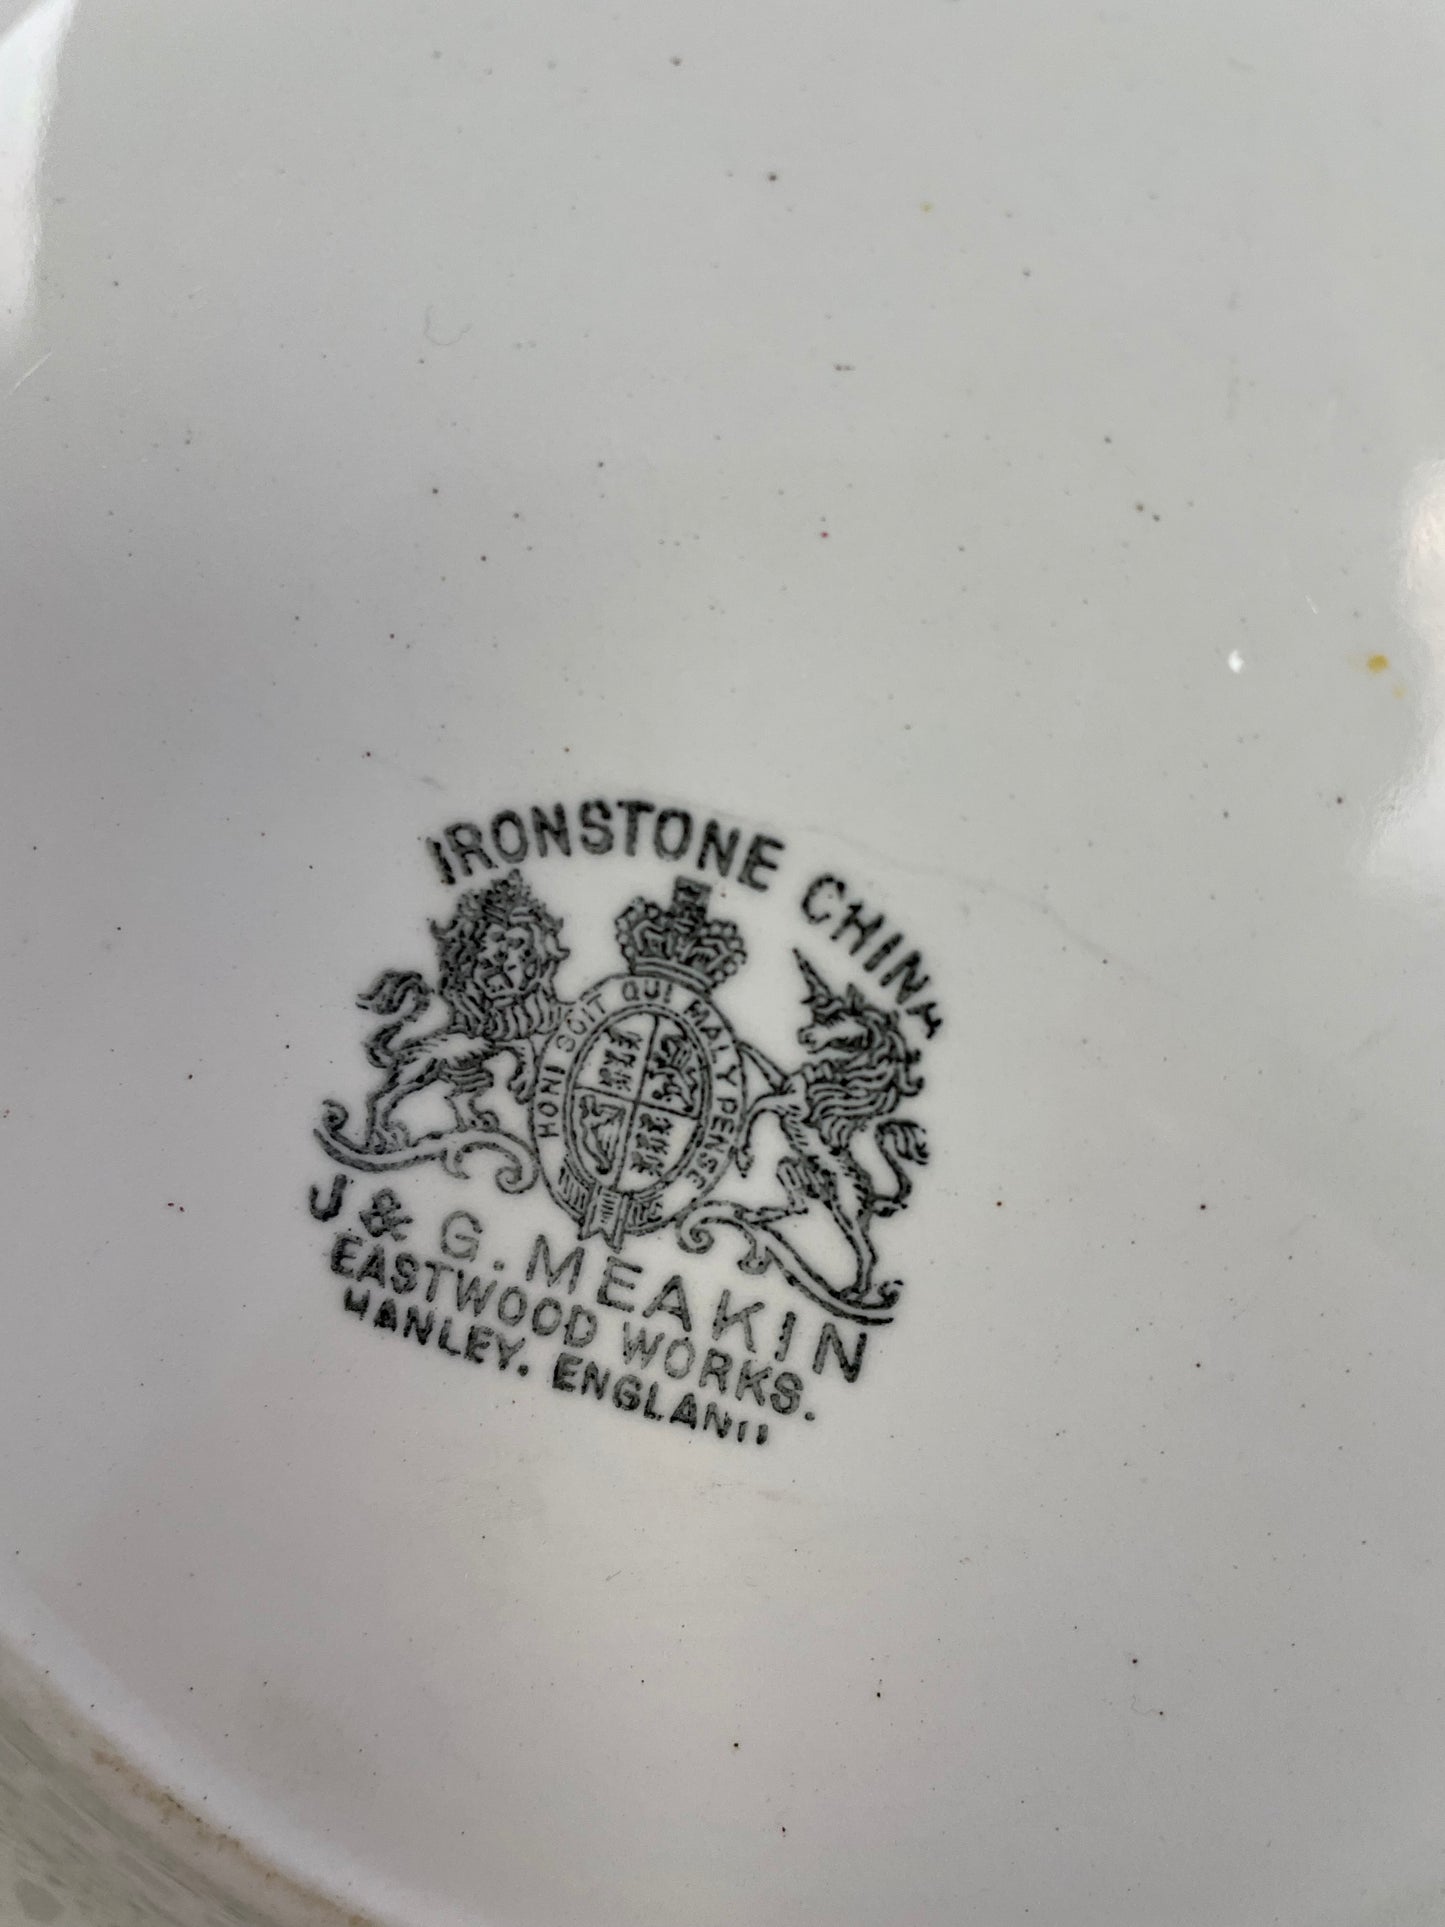 IRONSTONE CHINA
HONI SOIT QUI MAL Y PENSE
J & G. MEAKIN
EASTWOOD WORKS.
HANLEY. ENGLAND